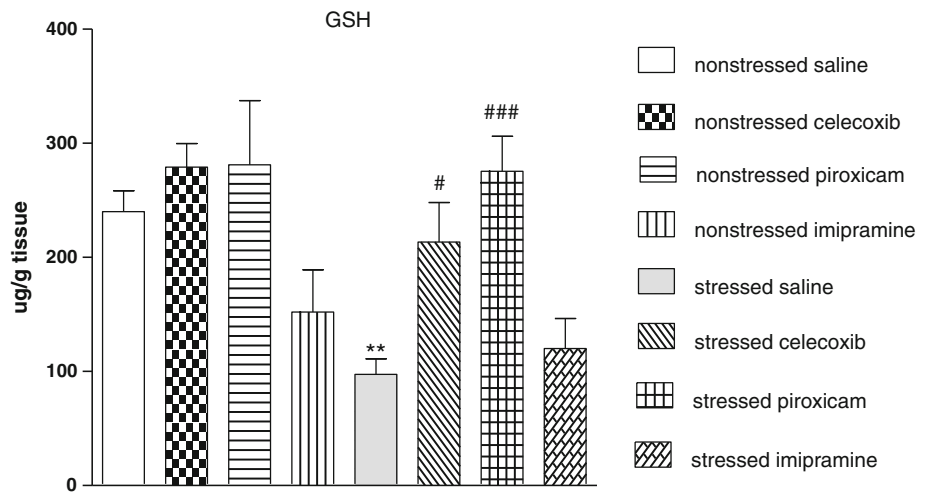 GSH
400
300
200
100
0
ug/g tissue
**
#
###
nonstressed saline
nonstressed celecoxib
nonstressed piroxicam
nonstressed imipramine
stressed saline
stressed celecoxib
stressed piroxicam
stressed imipramine